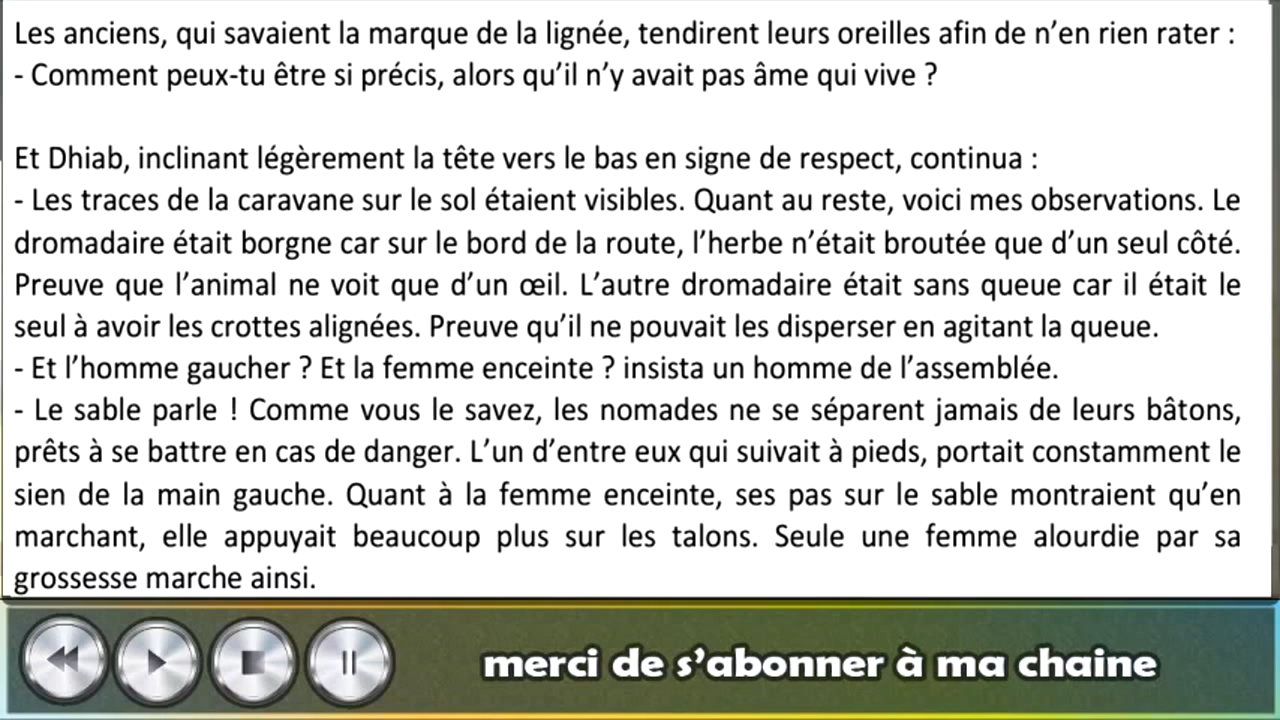 Les anciens, qui savaient la marque de la lignée, tendirent leurs oreilles afin de n’en rien rater :
- Comment peux-tu être si précis, alors qu’il n’y avait pas âme qui vive ?
Et Dhiab, inclinant légèrement la tête vers le bas en signe de respect, continua :
- Les traces de la caravane sur le sol étaient visibles. Quant au reste, voici mes observations. Le
dromadaire était borgne car sur le bord de la route, l’herbe n’était broutée que d’un seul côté.
Preuve que l’animal ne voit que d’un œil. L’autre dromadaire était sans queue car il était le
seul à avoir les crottes alignées. Preuve qu’il ne pouvait les disperser en agitant la queue.
- Et l’homme gaucher ? Et la femme enceinte ? insista un homme de l’assemblée.
- Le sable parle ! Comme vous le savez, les nomades ne se séparent jamais de leurs bâtons,
prêts à se battre en cas de danger. L’un d’entre eux qui suivait à pieds, portait constamment le
sien de la main gauche. Quant à la femme enceinte, ses pas sur le sable montraient qu’en
marchant, elle appuyait beaucoup plus sur les talons. Seule une femme alourdie par sa
grossesse marche ainsi.
merci de s’abonner à ma chaine